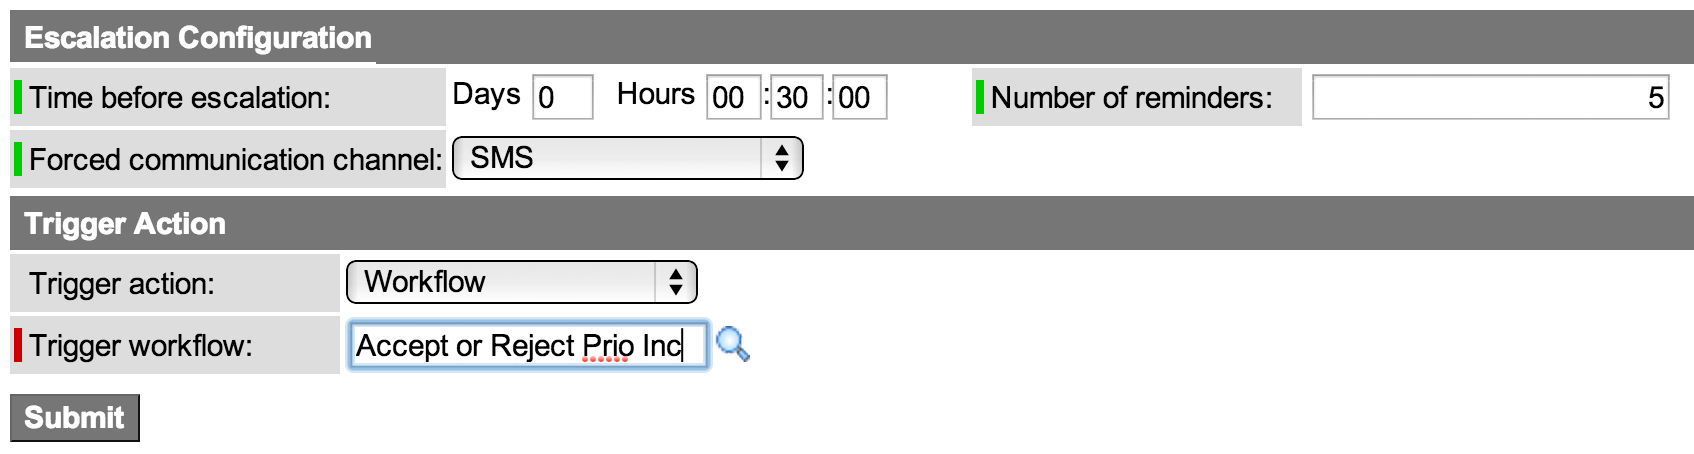 Escalation Configuration
Time before escalation: Days 0 Hours 00 : 30 : 00 Number of reminders: 5
Forced communication channel: SMS
Trigger Action
Trigger action: Workflow
Trigger workflow: Accept or Reject Prio Inc
Submit